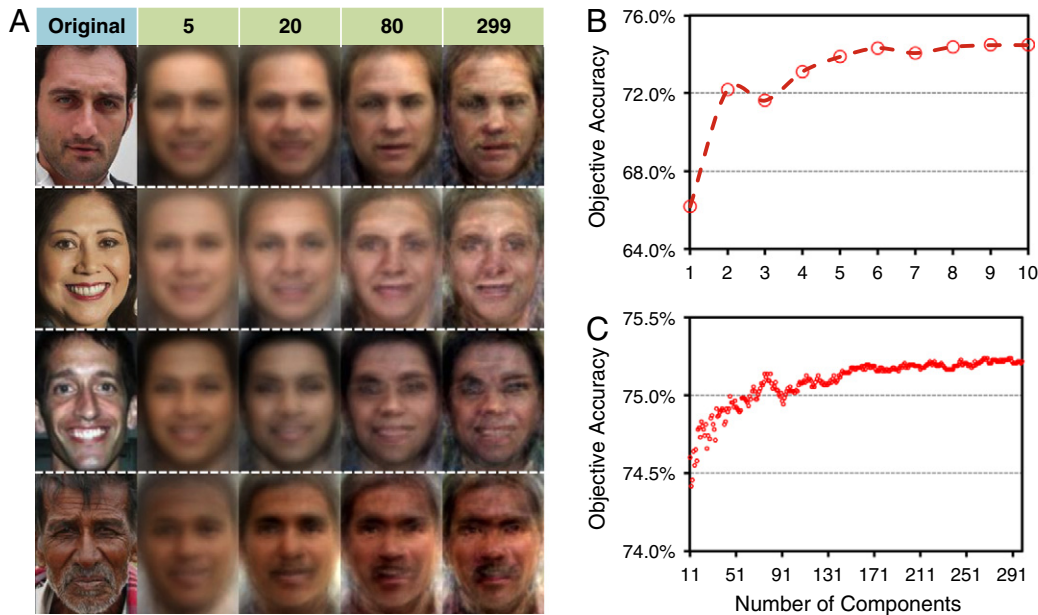 A
Original 5 20 80 299
B
76.0%
72.0%
68.0%
64.0%
Objective Accuracy
1 2 3 4 5 6 7 8 9 10
C
75.5%
75.0%
74.5%
74.0%
Objective Accuracy
11 51 91 131 171 211 251 291
Number of Components